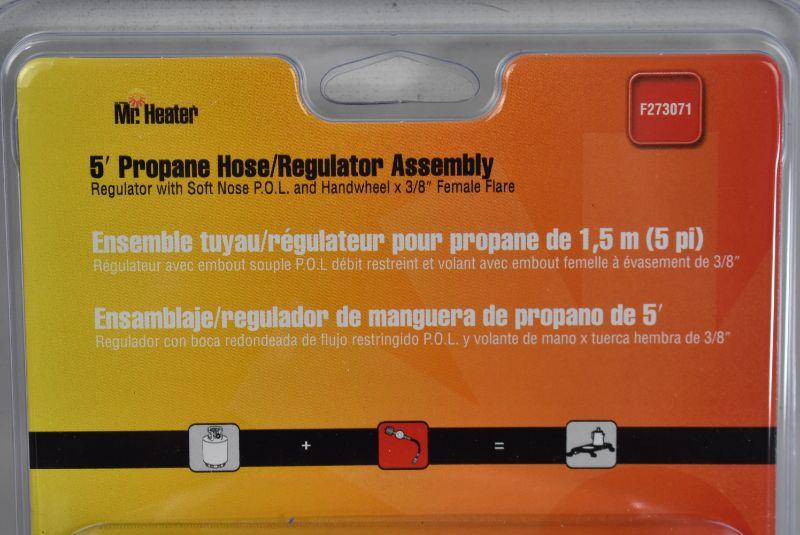 Mr. Heater
F273071
5' Propane Hose/Regulator Assembly
Regulator with Soft Nose P.O.L. and Handwheel x 3/8" Female Flare
Ensemble tuyau/régulateur pour propane de 1,5 m (5 pi)
Régulateur avec embout souple P.O.L débit restreint et volant avec embout femelle à évasement de 3/8"
Ensamblaje/regulador de manguera de propano de 5'
Regulador con boca redondeada de flujo restringido P.O.L. y volante de mano x tuerca hembra de 3/8"
+ =